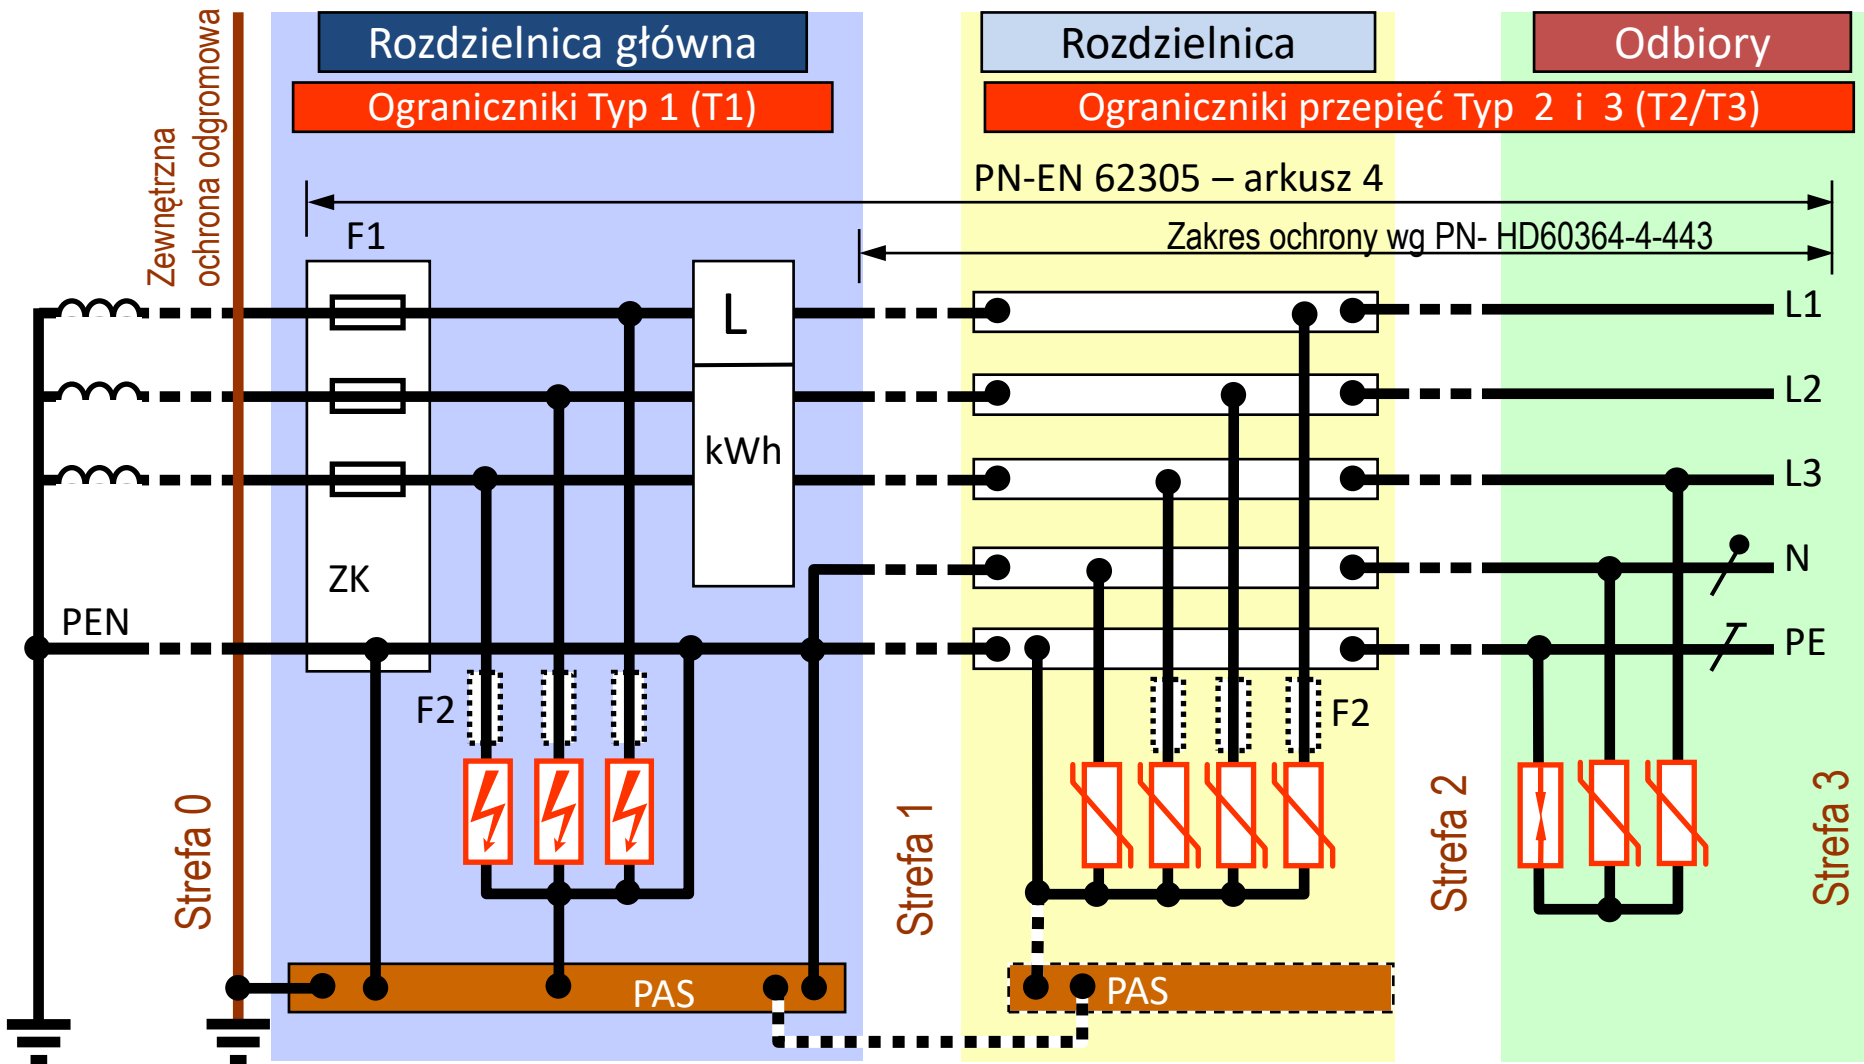 Rozdzielnica główna
Rozdzielnica
Odbiory
Ograniczniki Typ 1 (T1)
Ograniczniki przepięć Typ 2 i 3 (T2/T3)
Zewnętrzna
ochrona odgromowa
PN-EN 62305 – arkusz 4
Zakres ochrony wg PN- HD60364-4-443
F1
L
kWh
ZK
PEN
L1
L2
L3
N
PE
F2
F2
Strefa 0
Strefa 1
Strefa 2
Strefa 3
PAS
PAS